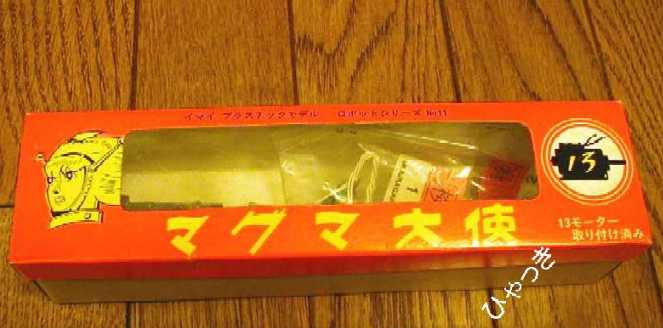 イマイ プラスチックモデル ロボットシリーズ No11
13
マグマ大使
13モーター
取り付け済み
ひゃっき
1